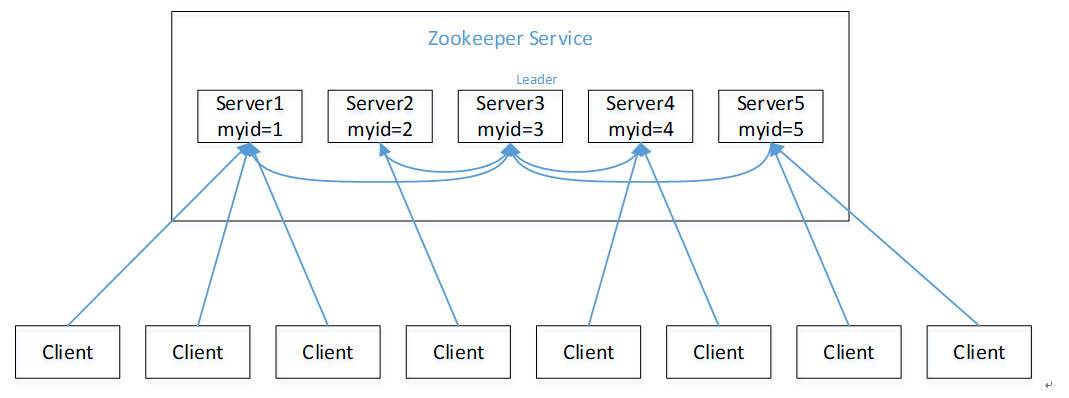 Zookeeper Service
Leader
Server1
myid=1
Server2
myid=2
Server3
myid=3
Server4
myid=4
Server5
myid=5
Client
Client
Client
Client
Client
Client
Client
Client